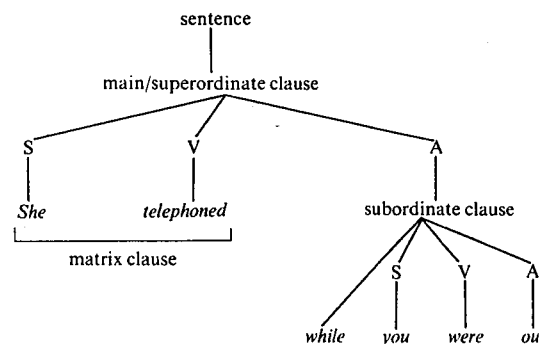 sentence
main/superordinate clause
S V A
She telephoned subordinate clause
matrix clause
S V A
while you were ou